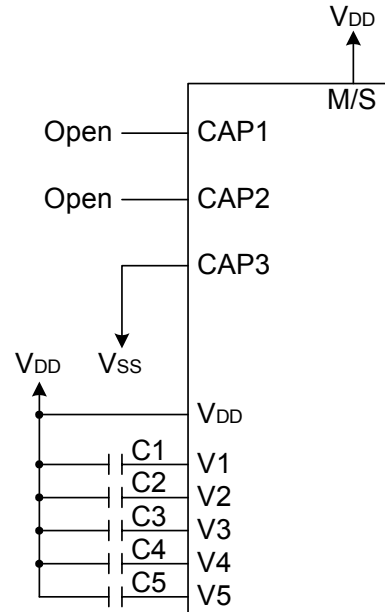 VDD
M/S
Open CAP1
Open CAP2
CAP3
VDD VSS
VDD
C1 V1
C2 V2
C3 V3
C4 V4
C5 V5